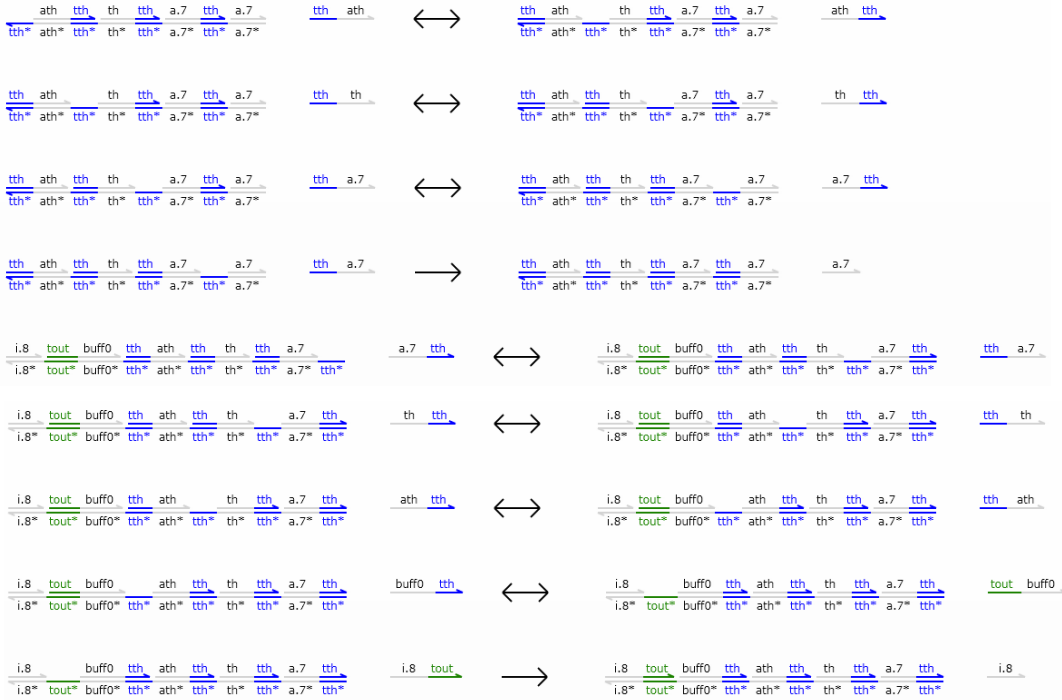 ath tth th tth a.7 tth a.7 tth ath tth ath tth th tth a.7 tth a.7 ath tth
tth* ath* tth* th* tth* a.7* tth* a.7* tth* ath* tth* th* tth* a.7* tth* a.7*
tth ath th tth a.7 tth a.7 tth th tth ath tth th a.7 tth a.7 th tth
tth* ath* tth* th* tth* a.7* tth* a.7* tth* ath* tth* th* tth* a.7* tth* a.7*
tth ath tth th a.7 tth a.7 tth a.7 tth ath tth th tth a.7 a.7 a.7 tth
tth* ath* tth* th* tth* a.7* tth* a.7* tth* ath* tth* th* tth* a.7* tth* a.7*
tth ath tth th tth a.7 a.7 tth a.7 tth ath tth th tth a.7 tth a.7 a.7
tth* ath* tth* th* tth* a.7* tth* a.7* tth* ath* tth* th* tth* a.7* tth* a.7*
i.8 tout buff0 tth ath tth th tth a.7 a.7 tth i.8 tout buff0 tth ath tth th a.7 tth tth a.7
i.8* tout* buff0* tth* ath* tth* th* tth* a.7* tth* i.8* tout* buff0* tth* ath* tth* th* tth* a.7* tth*
i.8 tout buff0 tth ath tth th a.7 tth th tth i.8 tout buff0 tth ath th tth a.7 tth tth th
i.8* tout* buff0* tth* ath* tth* th* tth* a.7* tth* i.8* tout* buff0* tth* ath* tth* th* tth* a.7* tth*
i.8 tout buff0 tth ath th tth a.7 tth ath tth i.8 tout buff0 ath tth th tth a.7 tth tth ath
i.8* tout* buff0* tth* ath* tth* th* tth* a.7* tth* i.8* tout* buff0* tth* ath* tth* th* tth* a.7* tth*
i.8 tout buff0 ath tth th tth a.7 tth buff0 tth i.8 buff0 tth ath tth th tth a.7 tth tout buff0
i.8* tout* buff0* tth* ath* tth* th* tth* a.7* tth* i.8* tout* buff0* tth* ath* tth* th* tth* a.7* tth*
i.8 buff0 tth ath tth th tth a.7 tth i.8 tout i.8 tout buff0 tth ath tth th tth a.7 tth i.8
i.8* tout* buff0* tth* ath* tth* th* tth* a.7* tth* i.8* tout* buff0* tth* ath* tth* th* tth* a.7* tth*